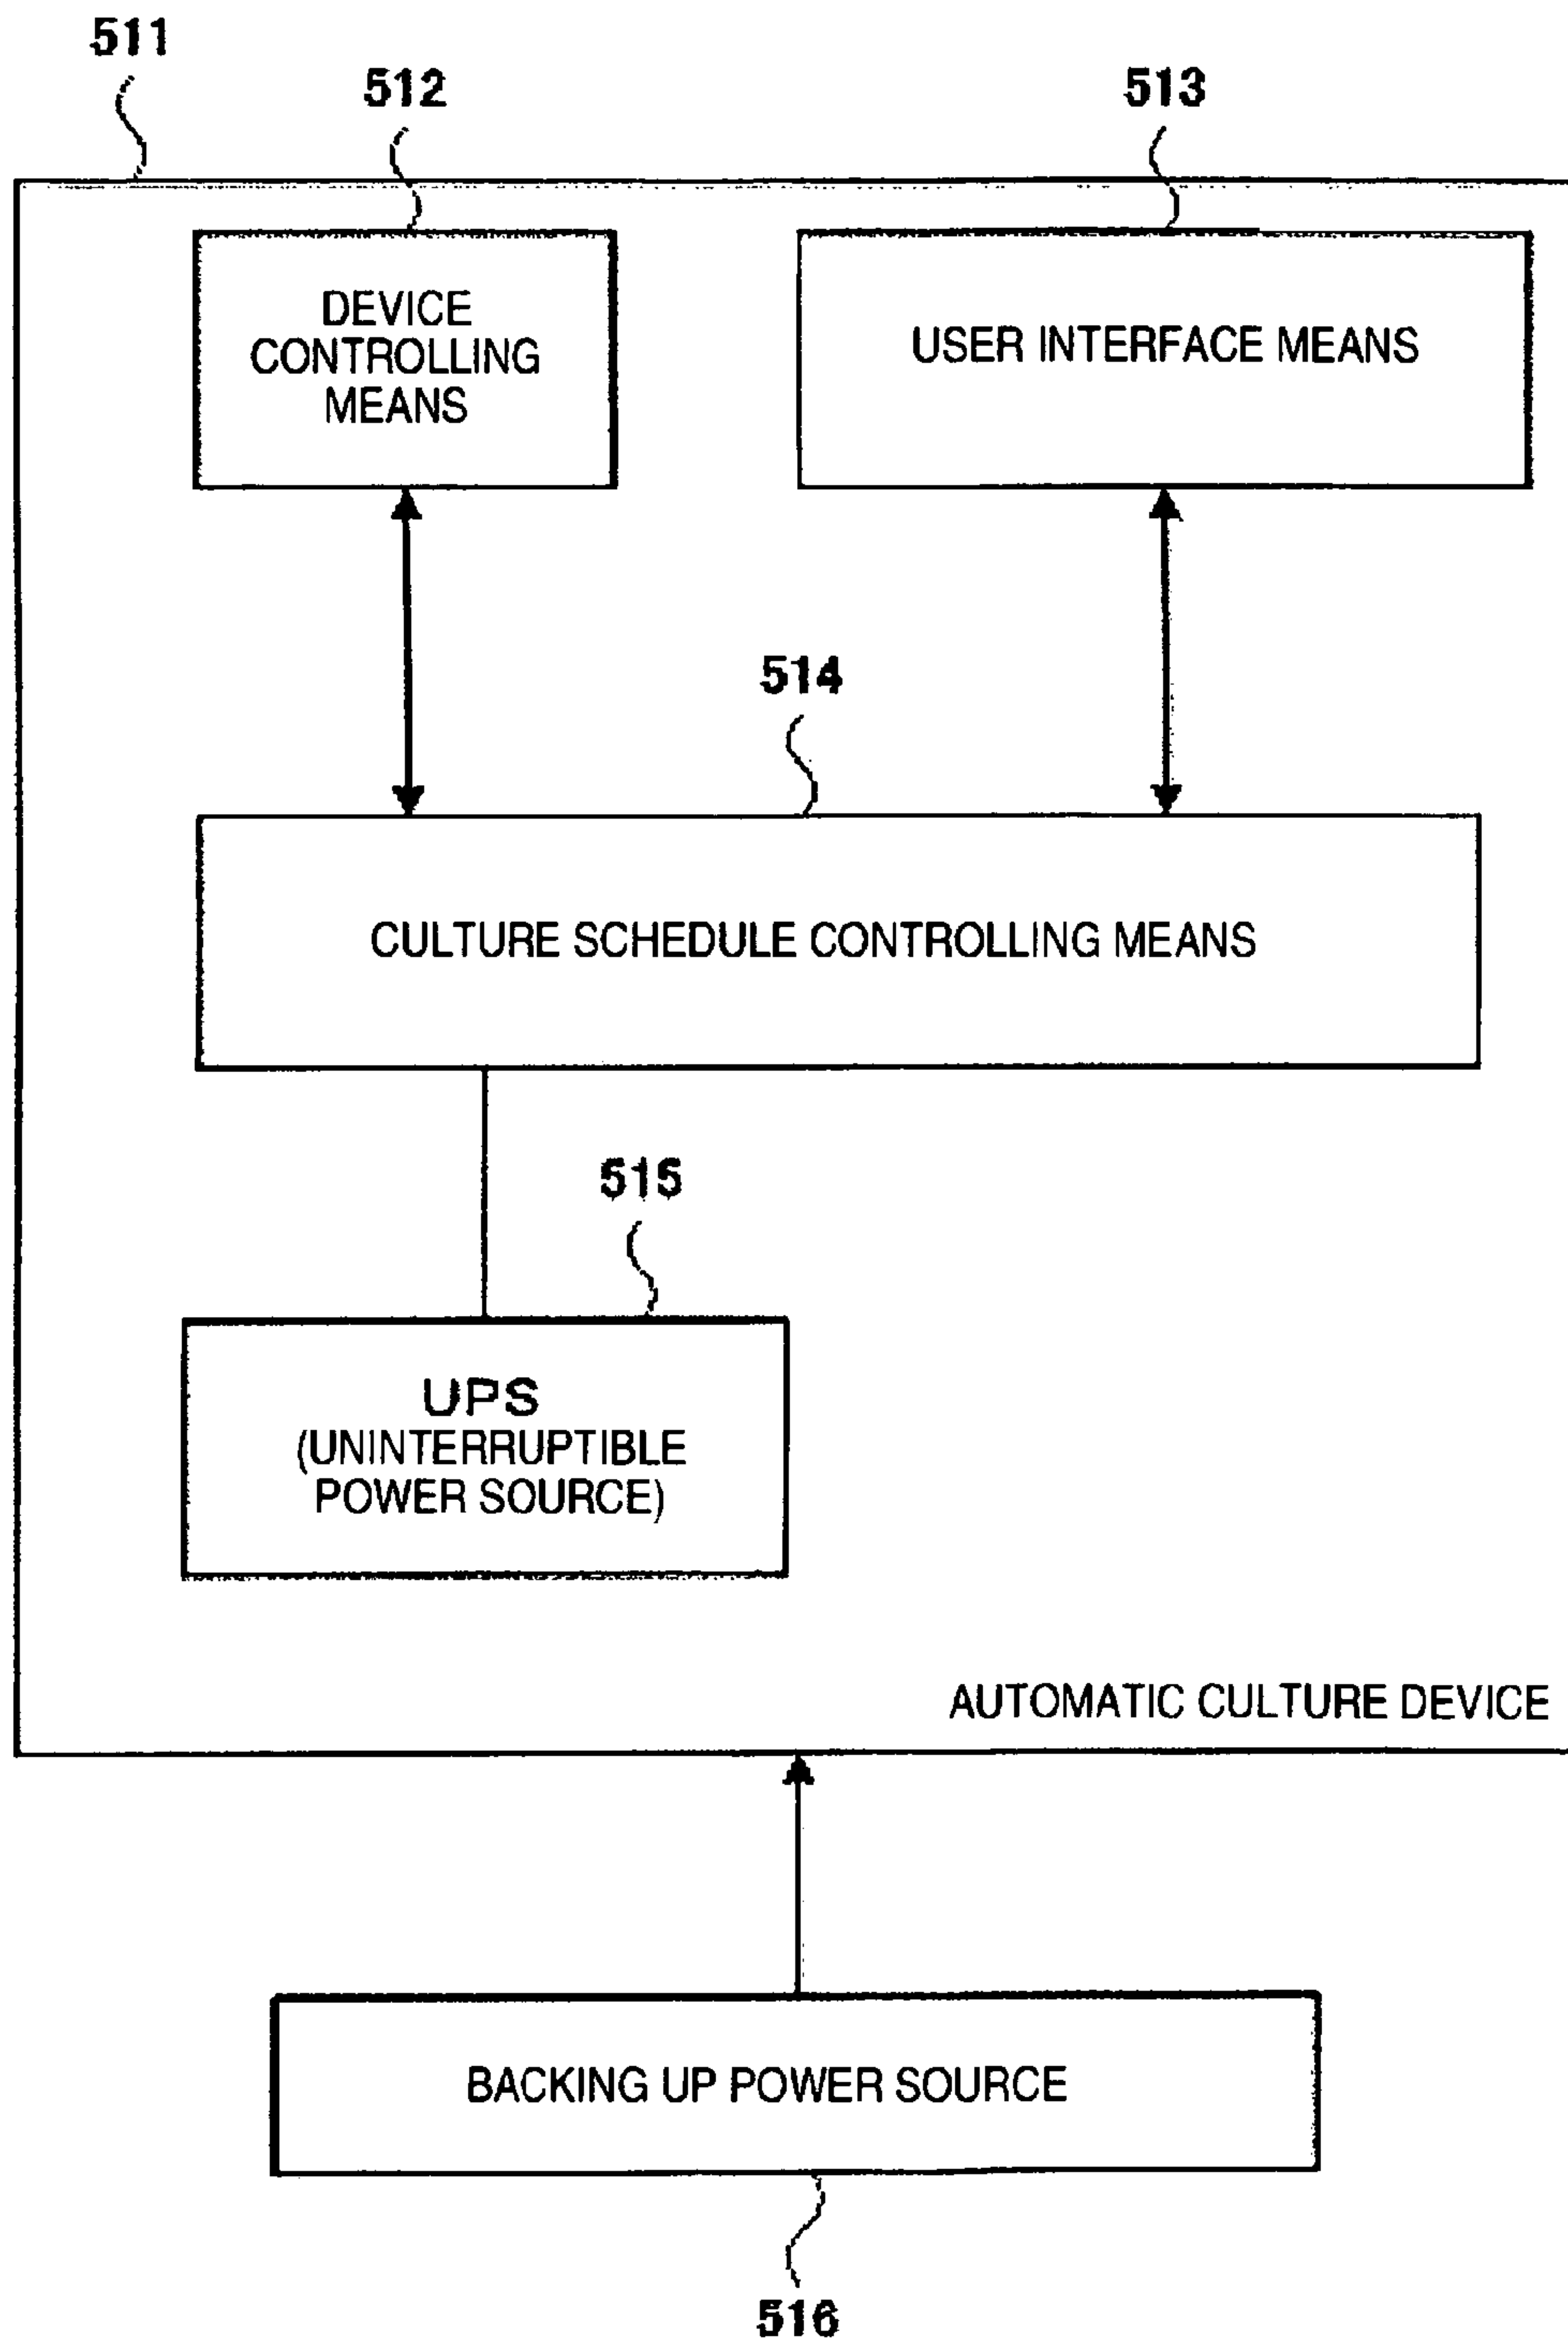 511
512
513
DEVICE
CONTROLLING
MEANS
USER INTERFACE MEANS
514
CULTURE SCHEDULE CONTROLLING MEANS
515
UPS
(UNINTERRUPTIBLE
POWER SOURCE)
AUTOMATIC CULTURE DEVICE
BACKING UP POWER SOURCE
516